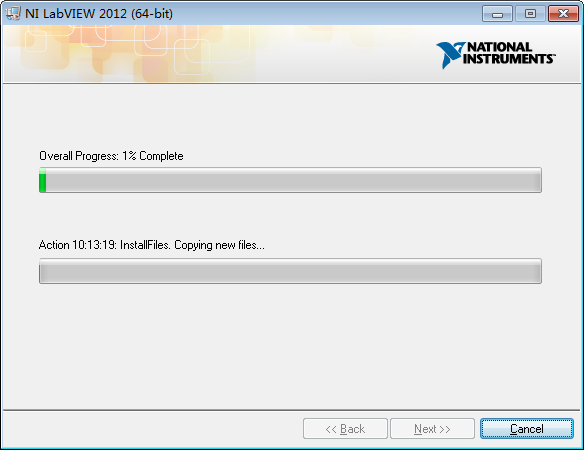 NI LabVIEW 2012 (64-bit)
NATIONAL
INSTRUMENTS™
Overall Progress: 1% Complete
Action 10:13:19: InstallFiles. Copying new files...
<< Back
Next >>
Cancel